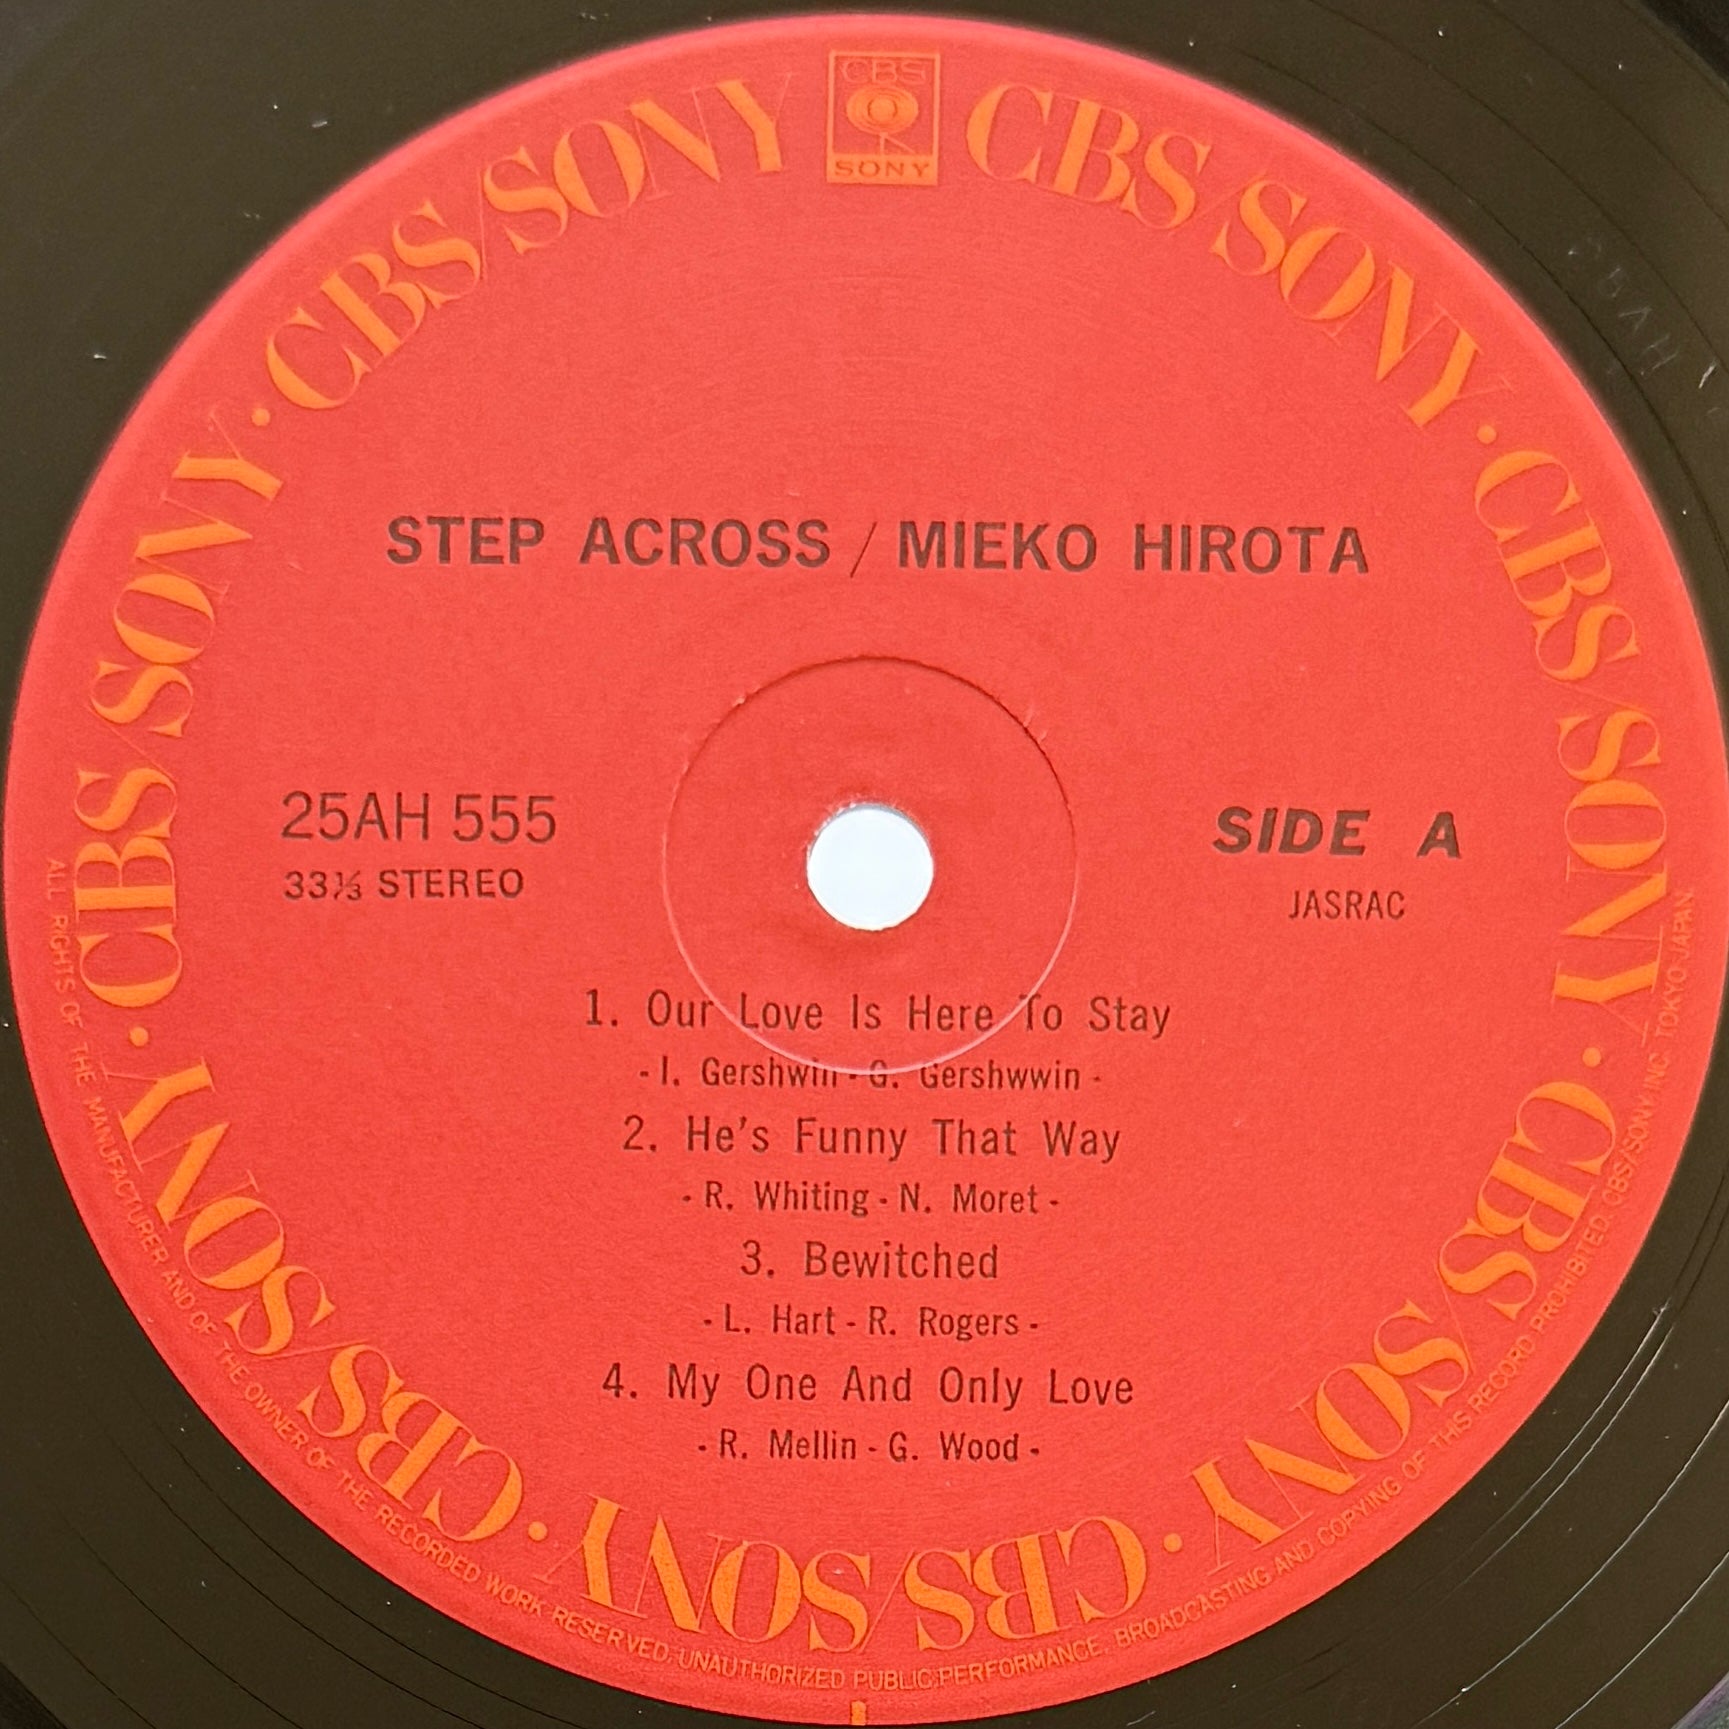 CBS
SONY
CBS/SONY · CBS/SONY · CBS/SONY · CBS/SONY · CBS/SONY · CBS/SONY · CBS/SONY
STEP ACROSS / MIEKO HIROTA
25AH 555
33⅓ STEREO
SIDE A
JASRAC
1. Our Love Is Here To Stay
- I. Gershwin - G. Gershwwin -
2. He's Funny That Way
- R. Whiting - N. Moret -
3. Bewitched
- L. Hart - R. Rogers -
4. My One And Only Love
- R. Mellin - G. Wood -
ALL RIGHTS OF THE MANUFACTURER AND OF THE OWNER OF THE RECORDED WORK RESERVED. UNAUTHORIZED PUBLIC PERFORMANCE. BROADCASTING AND COPYING OF THIS RECORD PROHIBITED. CBS/SONY INC. TOKYO JAPAN.